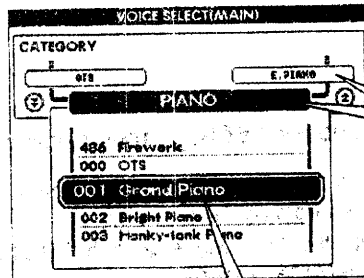 VOICE SELECT(MAIN)
CATEGORY
OTS
E.PIANO
PIANO
486 Firework
000 OTS
001 Grand Piano
002 Bright Piano
003 Honky-tonk Piano